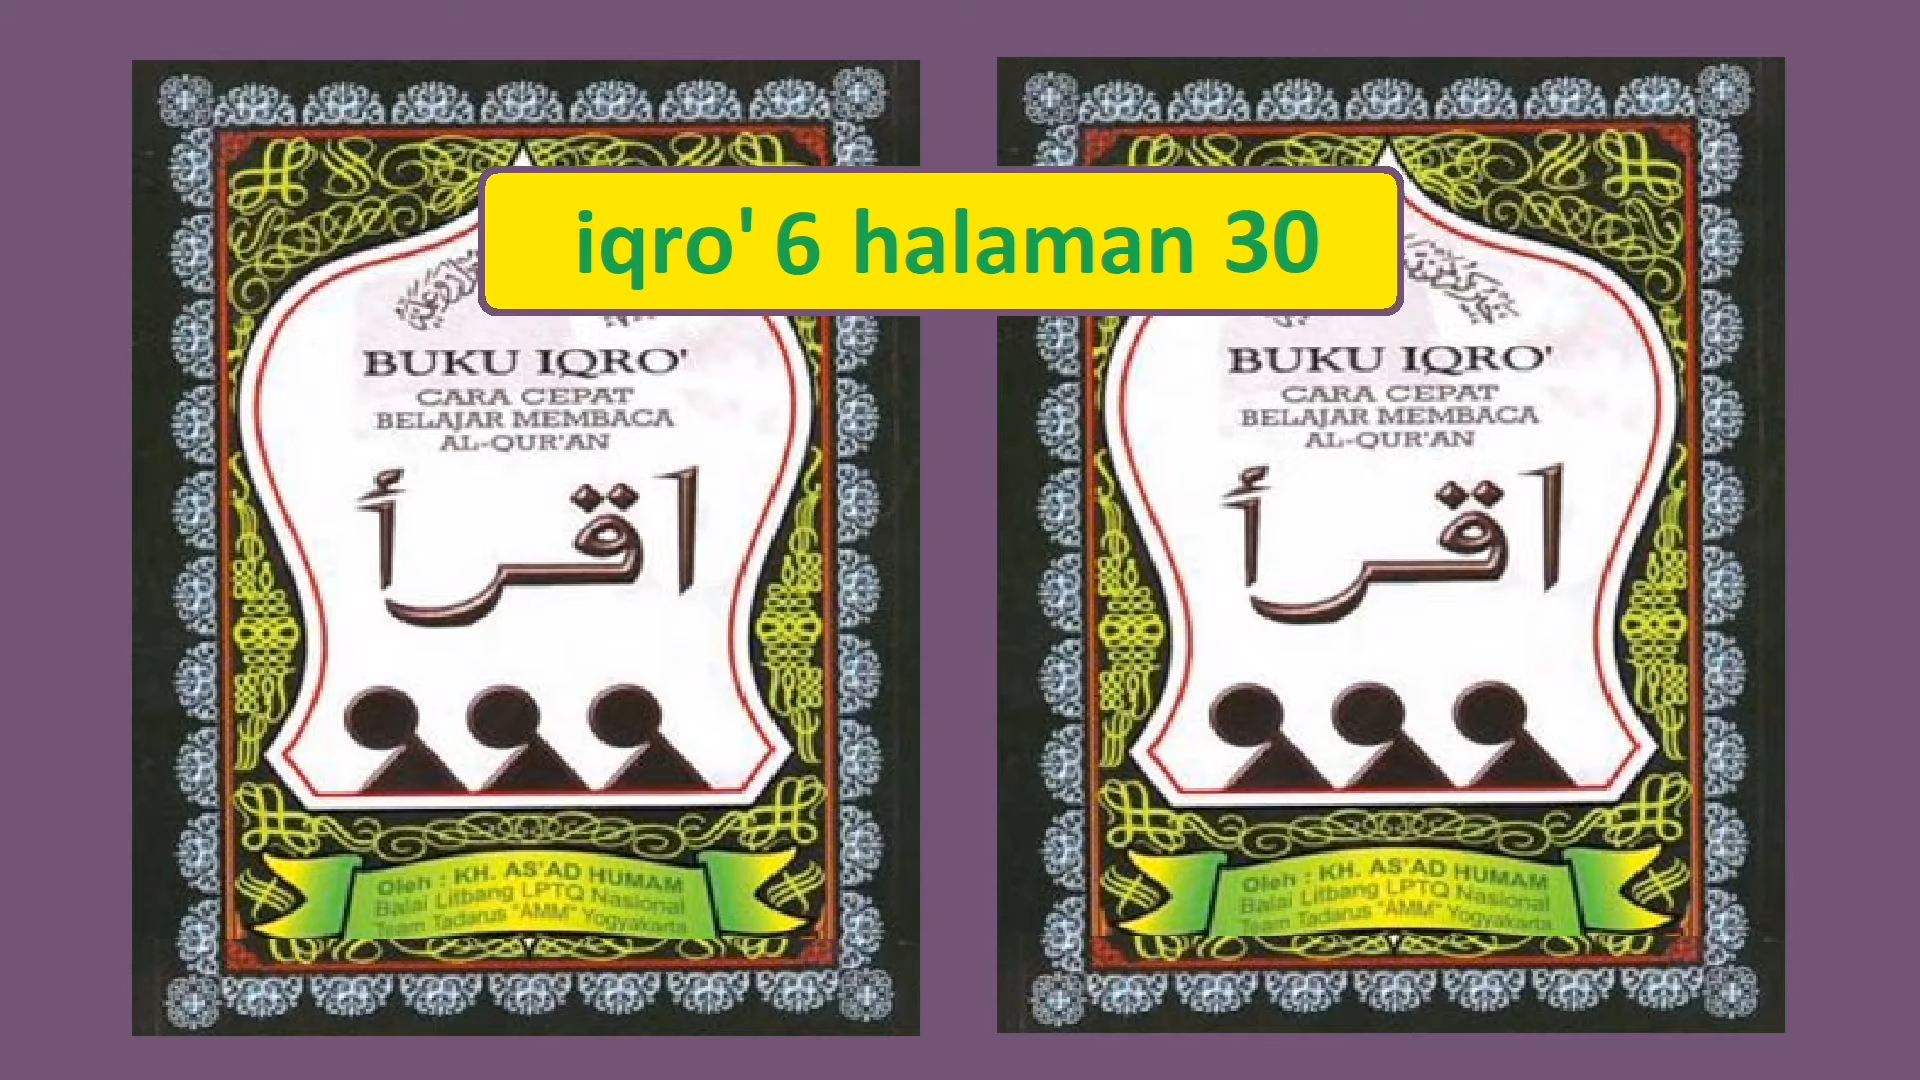 iqro' 6 halaman 30
BUKU IQRO'
CARA CEPAT
BELAJAR MEMBACA
AL-QUR'AN
اقرأ
Oleh : KH. AS'AD HUMAM
Balai Litbang LPTQ Nasional
Team Tadarus "AMM" Yogyakarta
BUKU IQRO'
CARA CEPAT
BELAJAR MEMBACA
AL-QUR'AN
اقرأ
Oleh : KH. AS'AD HUMAM
Balai Litbang LPTQ Nasional
Team Tadarus "AMM" Yogyakarta